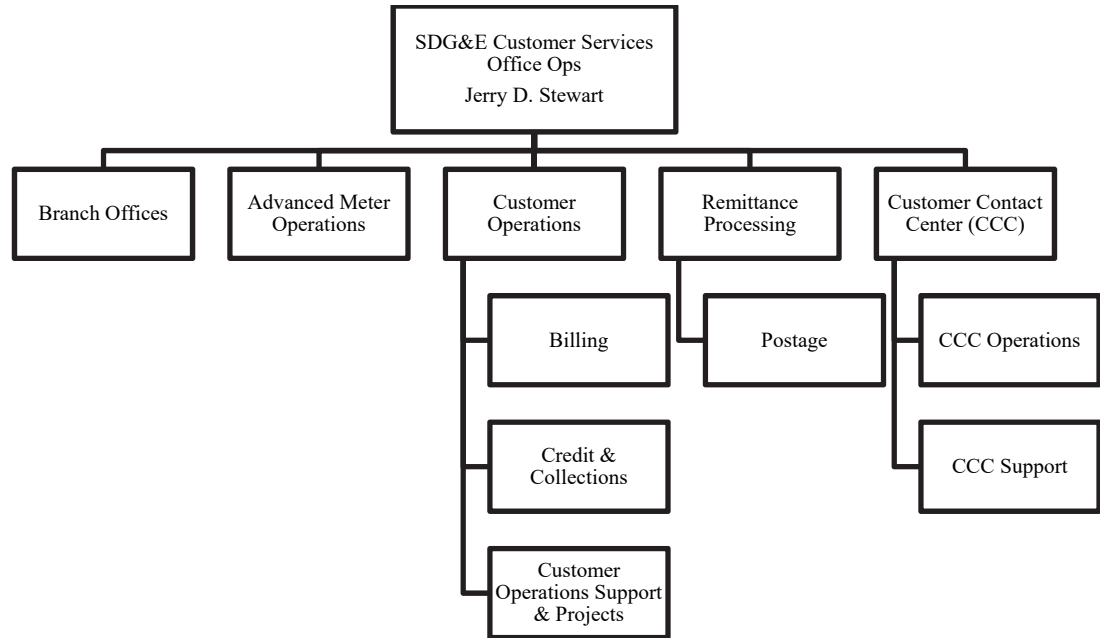 SDG&E Customer Services
Office Ops
Jerry D. Stewart
Branch Offices
Advanced Meter
Operations
Customer
Operations
Remittance
Processing
Customer Contact
Center (CCC)
Billing
Postage
CCC Operations
Credit &
Collections
CCC Support
Customer
Operations Support
& Projects